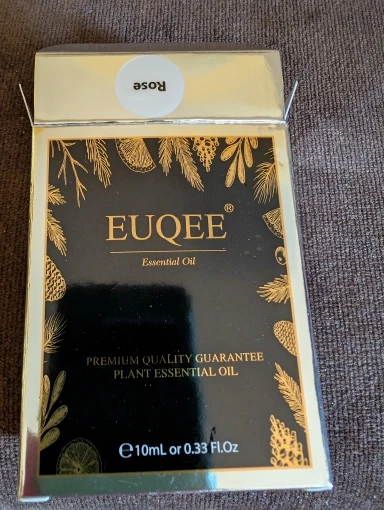 Rose
EUQEE®
Essential Oil
PREMIUM QUALITY GUARANTEE
PLANT ESSENTIAL OIL
℮10mL or 0.33 Fl.Oz